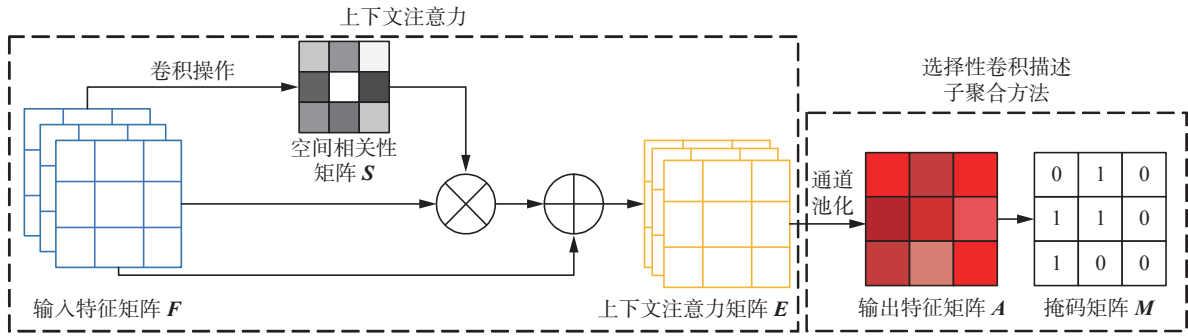 上下文注意力
卷积操作
空间相关性
矩阵 S
输入特征矩阵 F
上下文注意力矩阵 E
选择性卷积描述
子聚合方法
通道
池化
0 1 0
1 1 0
1 0 0
输出特征矩阵 A
掩码矩阵 M